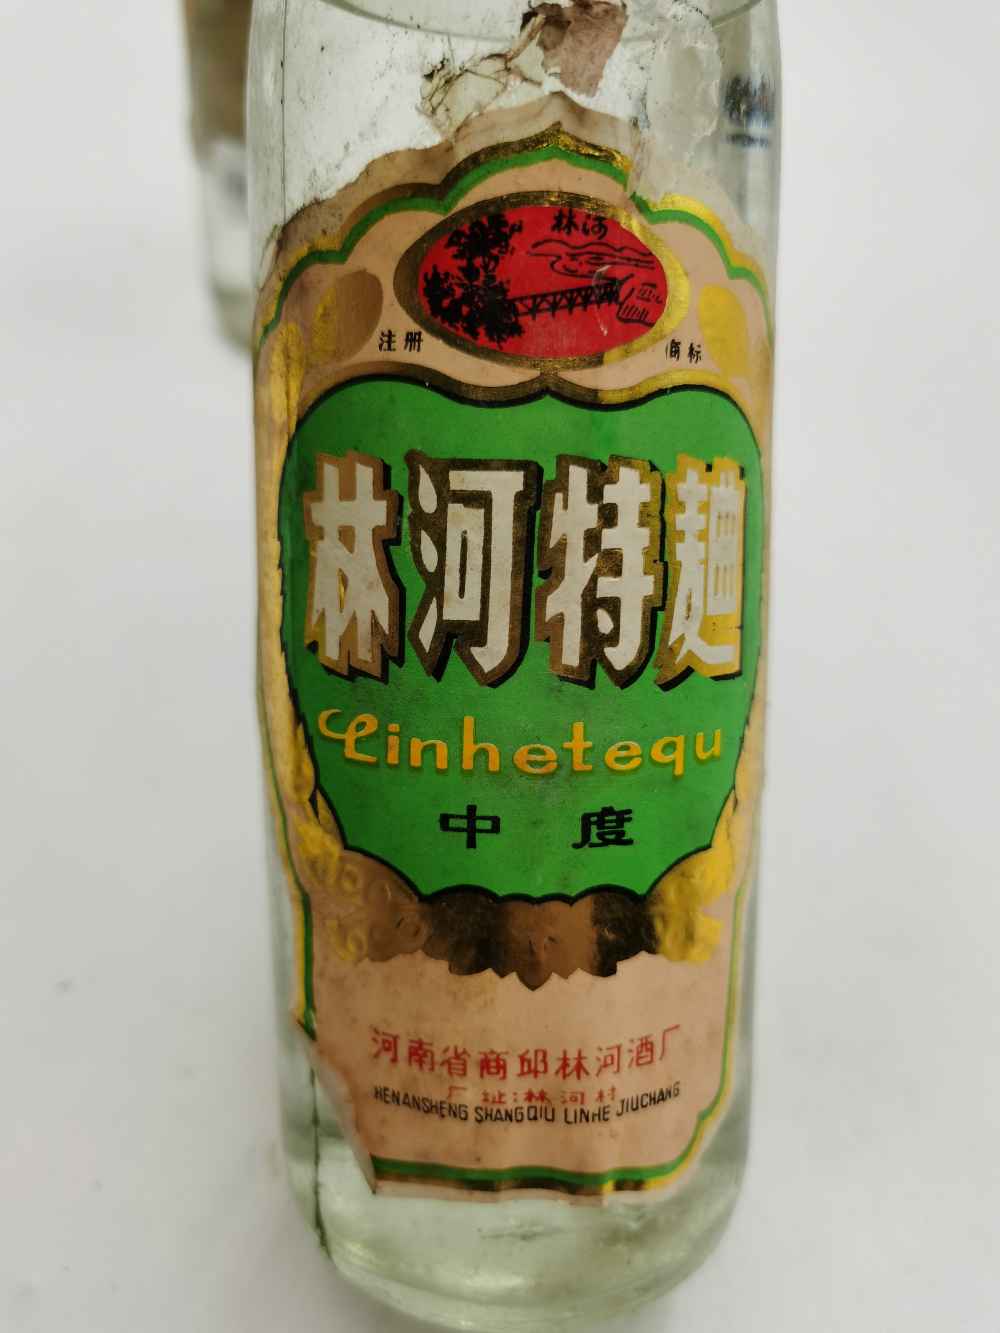 林河
注册 商标
林河特麯
Linhetequ
中度
河南省商邱林河酒厂
厂址:林河村
HENANSHENG SHANGQIU LINHE JIUCHANG